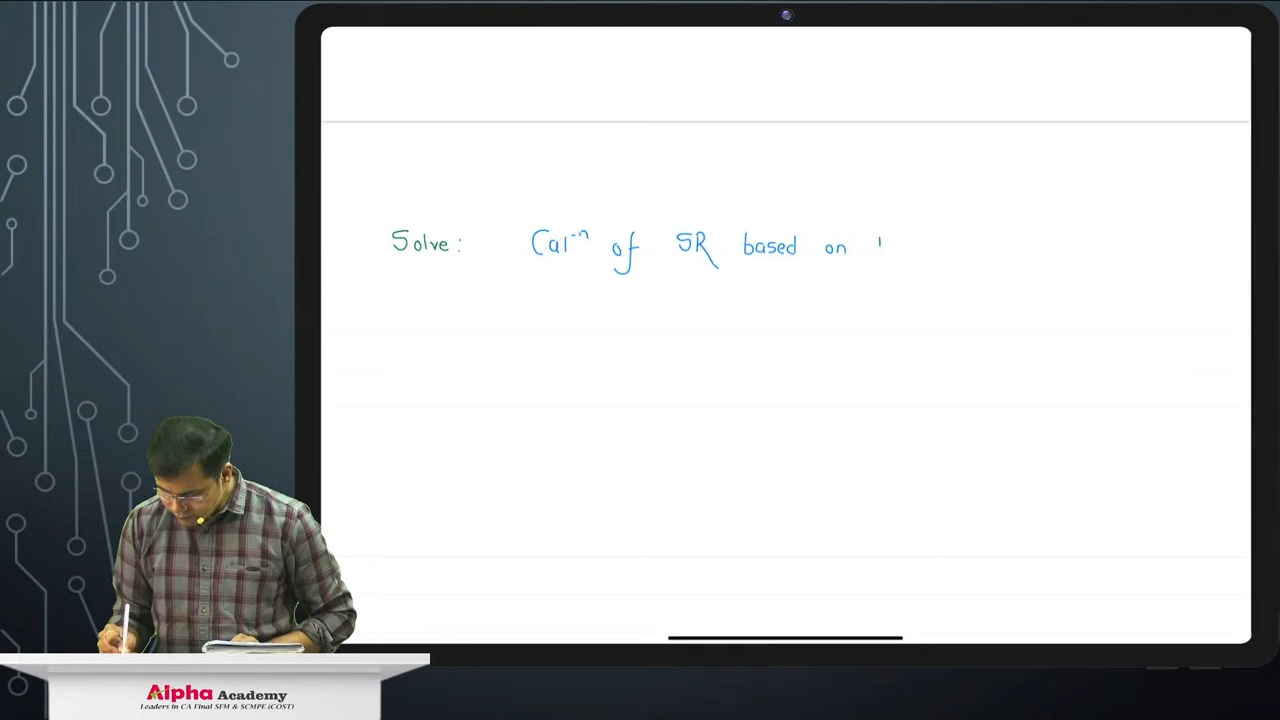 Solve: Cal⁻ⁿ of SR based on
Alpha Academy
Leaders in CA Final SFM & SCMPE (COST)